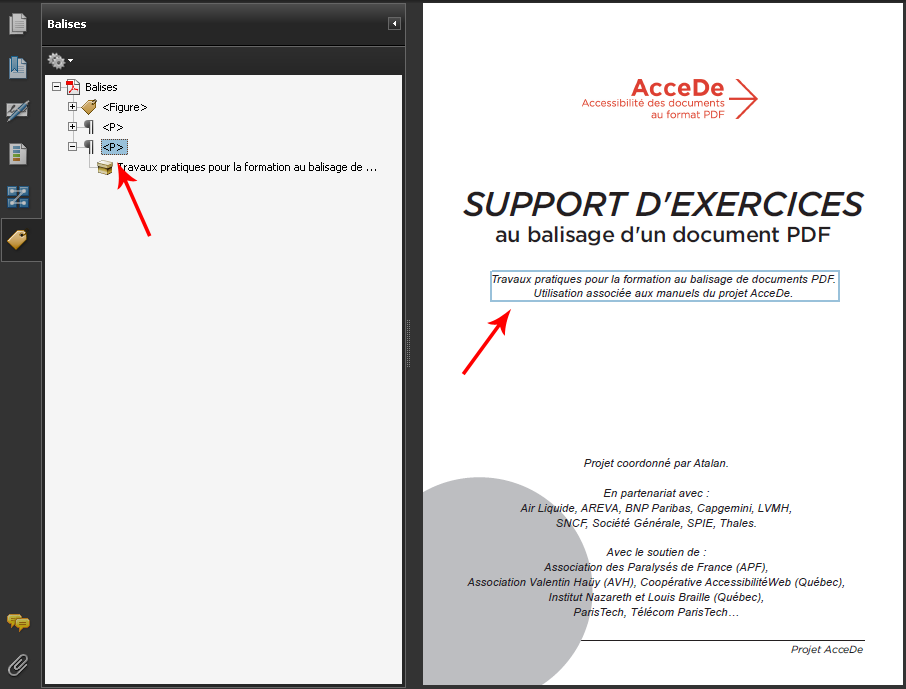 Balises
Balises
<Figure>
<P>
<P>
Travaux pratiques pour la formation au balisage de ...
AcceDe
Accessibilité des documents
au format PDF
SUPPORT D'EXERCICES
au balisage d'un document PDF
Travaux pratiques pour la formation au balisage de documents PDF.
Utilisation associée aux manuels du projet AcceDe.
Projet coordonné par Atalan.
En partenariat avec :
Air Liquide, AREVA, BNP Paribas, Capgemini, LVMH,
SNCF, Société Générale, SPIE, Thales.
Avec le soutien de :
Association des Paralysés de France (APF),
Association Valentin Haüy (AVH), Coopérative AccessibilitéWeb (Québec),
Institut Nazareth et Louis Braille (Québec),
ParisTech, Télécom ParisTech…
Projet AcceDe